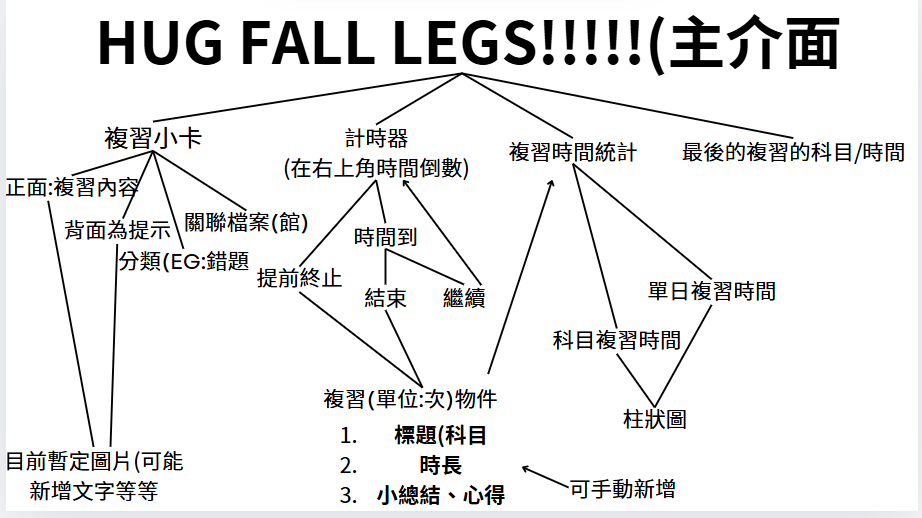 HUG FALL LEGS!!!!!(主介面
複習小卡
計時器
(在右上角時間倒數)
複習時間統計
最後的複習的科目/時間
正面:複習內容
背面為提示
關聯檔案(館)
分類(EG:錯題
時間到
提前終止
結束
繼續
單日複習時間
科目複習時間
複習(單位:次)物件
柱狀圖
1. 標題(科目
2. 時長
3. 小總結、心得
可手動新增
目前暫定圖片(可能
新增文字等等